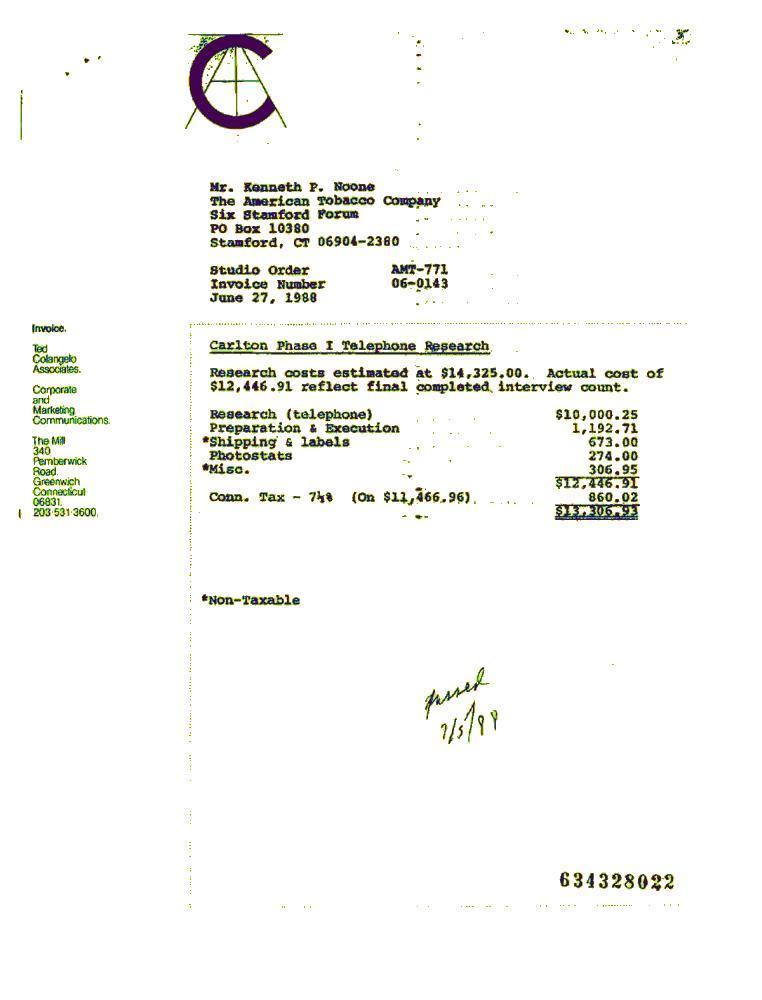 Mr. Kenneth P. Noone
The American Tobacco Company
Six Stamford Forum
PO Box 10380
Stamford, CT 06904-2380
Studio Order AMT-771
Invoice Number 06-0143
June 27, 1988
Invoice.
Ted
Colangelo
Associates.
Corporate
and
Marketing
Communications.
The Mill
340
Pemberwick
Road.
Greenwich
Connecticut
06831.
203·531·3600.
Carlton Phase I Telephone Research
Research costs estimated at $14,325.00. Actual cost of
$12,446.91 reflect final completed interview count.
Research (telephone) $10,000.25
Preparation & Execution 1,192.71
*Shipping & labels 673.00
Photostats 274.00
*Misc. 306.95
$12,446.91
Conn. Tax - 7½% (On $11,466.96) 860.02
$13,306.93
*Non-Taxable
passed
7/5/88
634328022